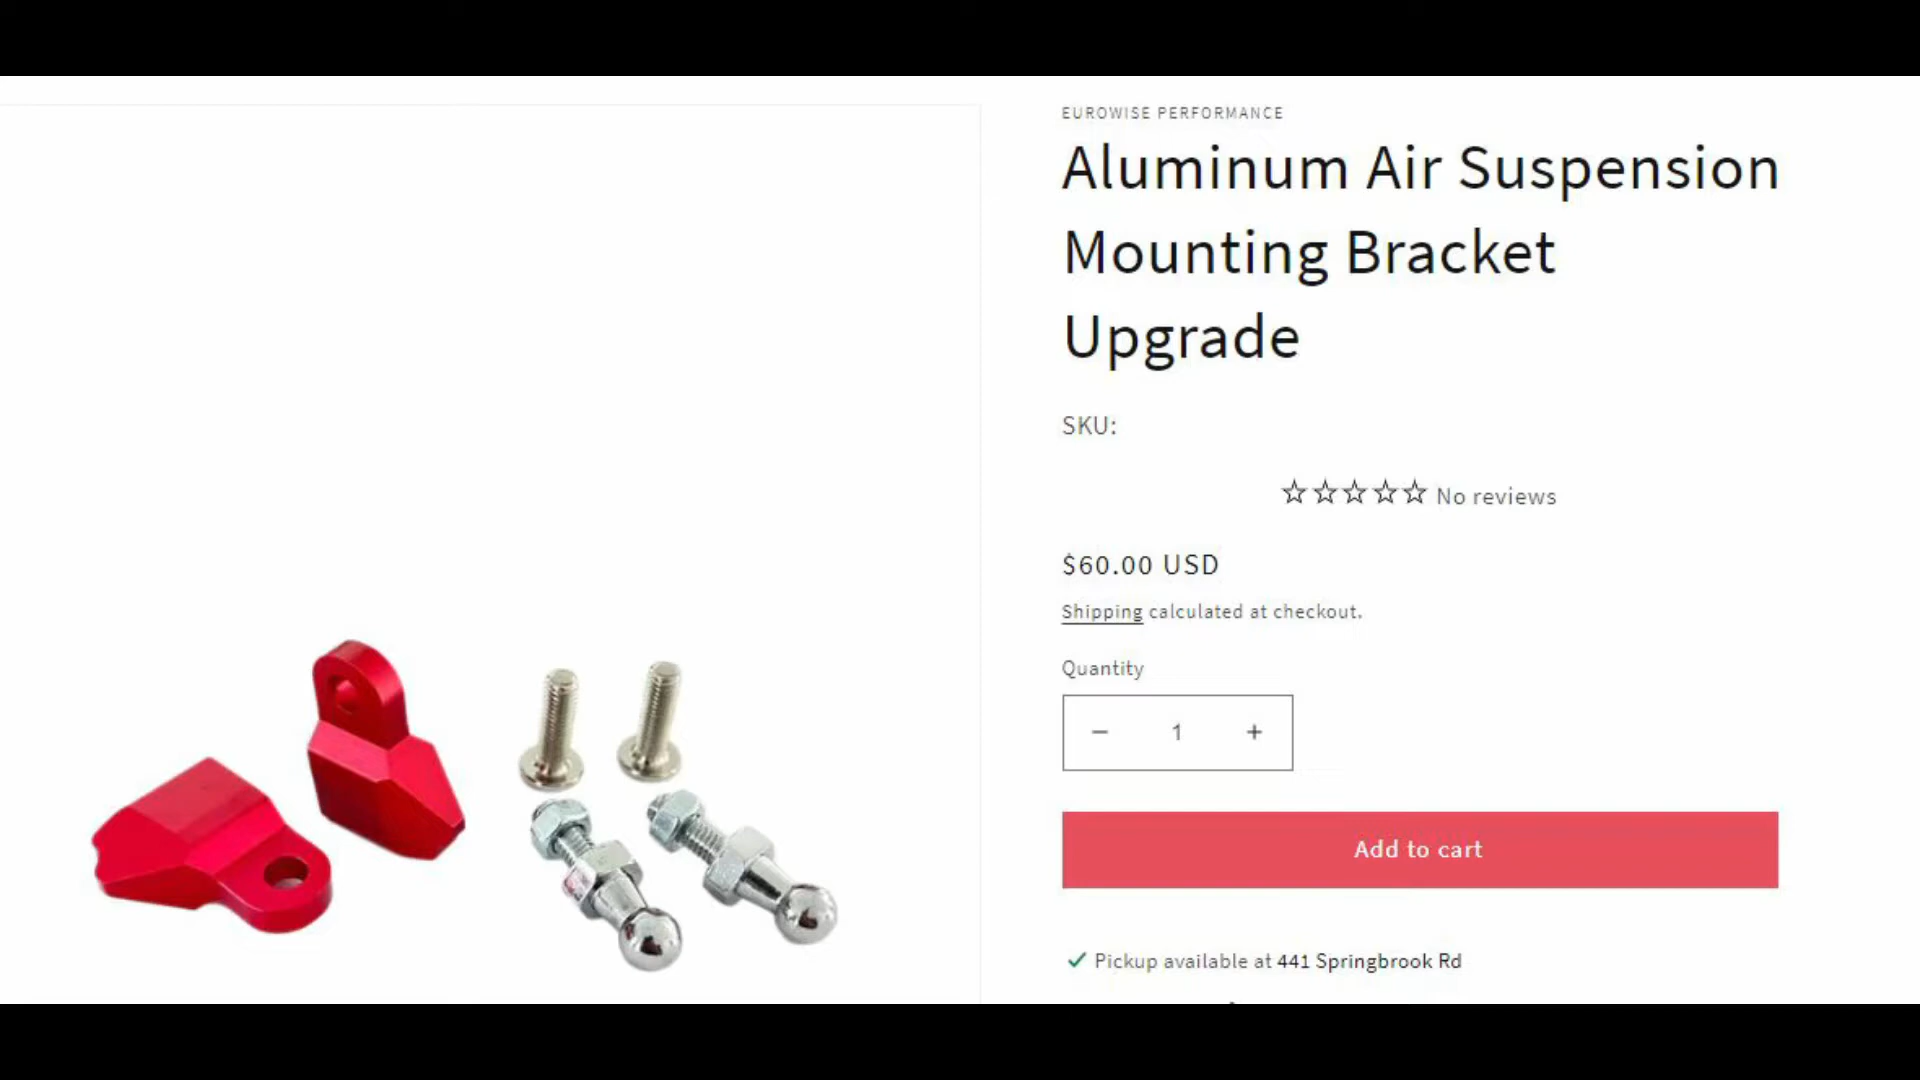 EUROWISE PERFORMANCE
Aluminum Air Suspension
Mounting Bracket
Upgrade
SKU:
No reviews
$60.00 USD
Shipping calculated at checkout.
Quantity
− 1 +
Add to cart
Pickup available at 441 Springbrook Rd